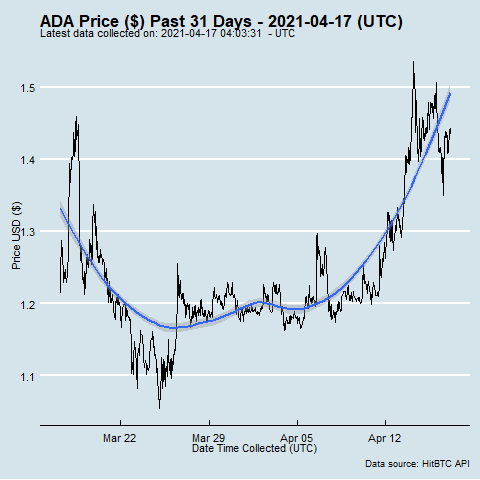 ADA Price ($) Past 31 Days - 2021-04-17 (UTC)
Latest data collected on: 2021-04-17 04:03:31 - UTC
1.5
1.4
1.3
1.2
1.1
Price USD ($)
Mar 22 Mar 29 Apr 05 Apr 12
Date Time Collected (UTC)
Data source: HitBTC API